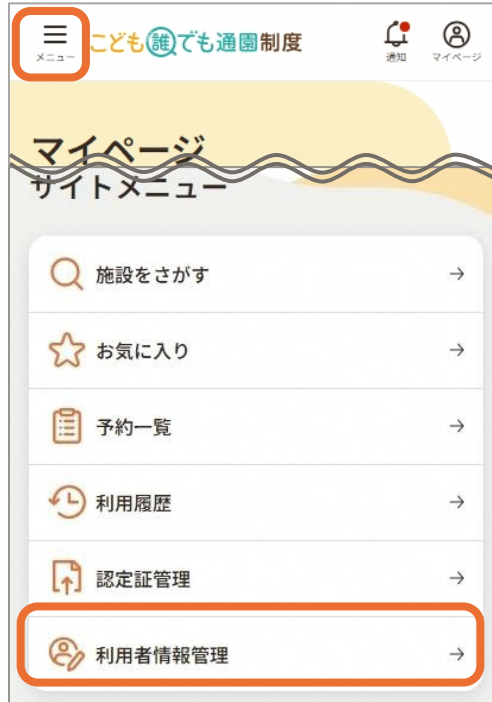 メニュー
こども誰でも通園制度
通知
マイページ
マイページ
サイトメニュー
施設をさがす
お気に入り
予約一覧
利用履歴
認定証管理
利用者情報管理